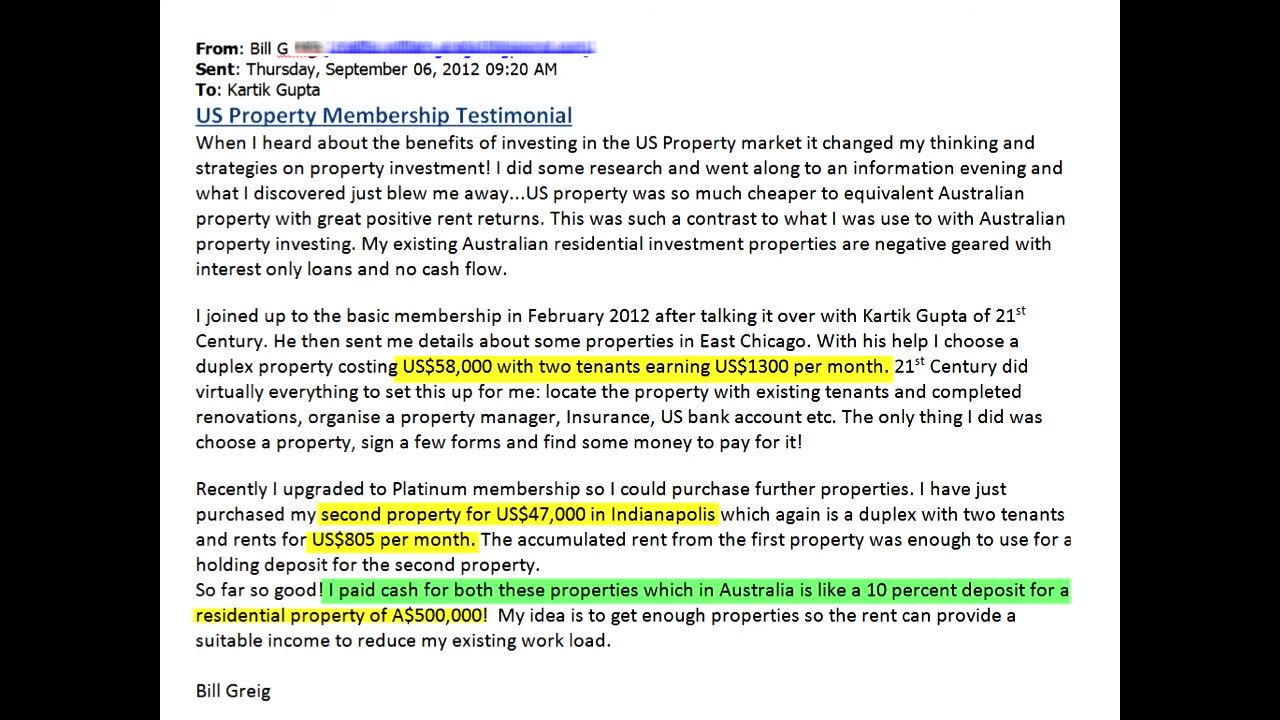 From: Bill G
Sent: Thursday, September 06, 2012 09:20 AM
To: Kartik Gupta
US Property Membership Testimonial
When I heard about the benefits of investing in the US Property market it changed my thinking and
strategies on property investment! I did some research and went along to an information evening and
what I discovered just blew me away...US property was so much cheaper to equivalent Australian
property with great positive rent returns. This was such a contrast to what I was use to with Australian
property investing. My existing Australian residential investment properties are negative geared with
interest only loans and no cash flow.
I joined up to the basic membership in February 2012 after talking it over with Kartik Gupta of 21st
Century. He then sent me details about some properties in East Chicago. With his help I choose a
duplex property costing US$58,000 with two tenants earning US$1300 per month. 21st Century did
virtually everything to set this up for me: locate the property with existing tenants and completed
renovations, organise a property manager, Insurance, US bank account etc. The only thing I did was
choose a property, sign a few forms and find some money to pay for it!
Recently I upgraded to Platinum membership so I could purchase further properties. I have just
purchased my second property for US$47,000 in Indianapolis which again is a duplex with two tenants
and rents for US$805 per month. The accumulated rent from the first property was enough to use for a
holding deposit for the second property.
So far so good! I paid cash for both these properties which in Australia is like a 10 percent deposit for a
residential property of A$500,000! My idea is to get enough properties so the rent can provide a
suitable income to reduce my existing work load.
Bill Greig